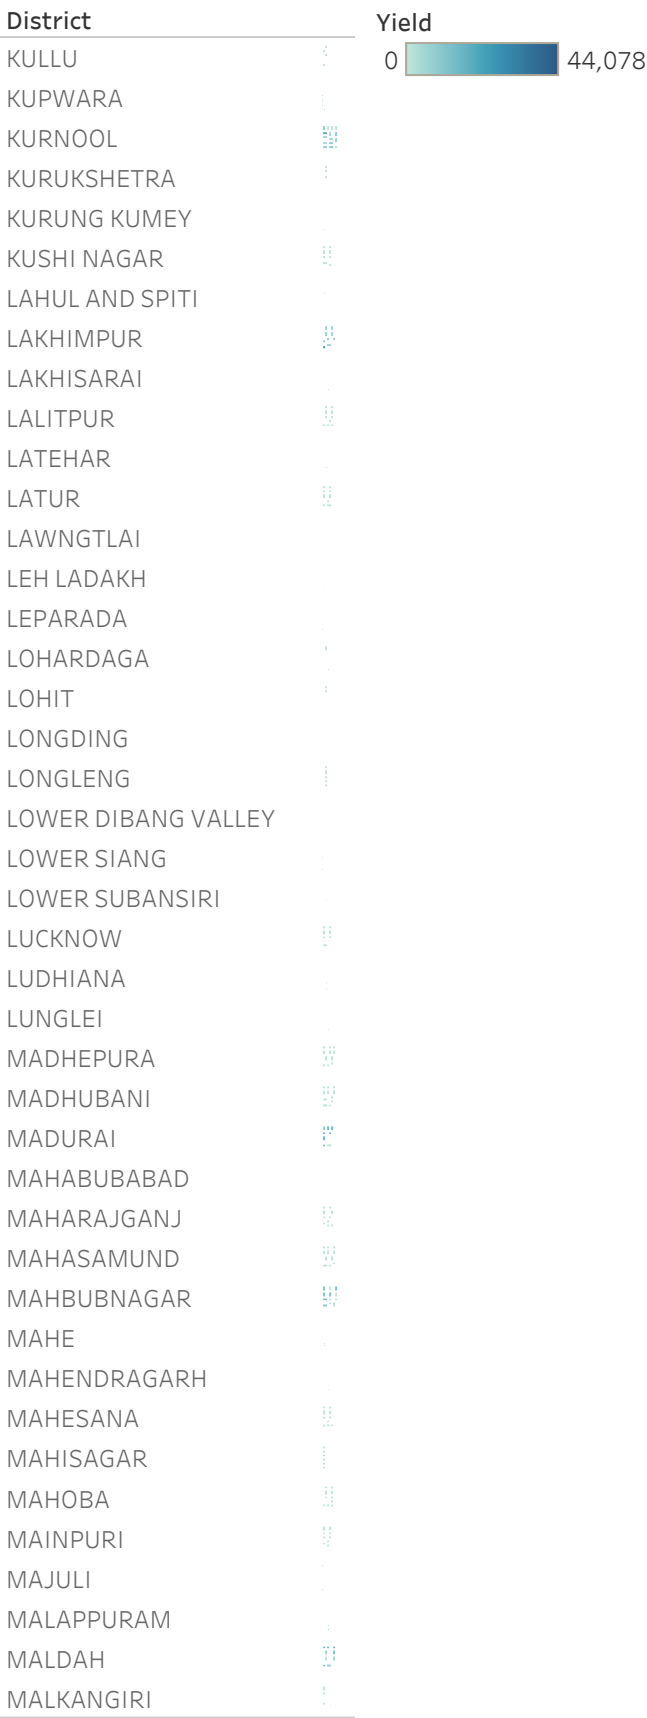 District
Yield
0 44,078
KULLU
KUPWARA
KURNOOL
KURUKSHETRA
KURUNG KUMEY
KUSHI NAGAR
LAHUL AND SPITI
LAKHIMPUR
LAKHISARAI
LALITPUR
LATEHAR
LATUR
LAWNGTLAI
LEH LADAKH
LEPARADA
LOHARDAGA
LOHIT
LONGDING
LONGLENG
LOWER DIBANG VALLEY
LOWER SIANG
LOWER SUBANSIRI
LUCKNOW
LUDHIANA
LUNGLEI
MADHEPURA
MADHUBANI
MADURAI
MAHABUBABAD
MAHARAJGANJ
MAHASAMUND
MAHBUBNAGAR
MAHE
MAHENDRAGARH
MAHESANA
MAHISAGAR
MAHOBA
MAINPURI
MAJULI
MALAPPURAM
MALDAH
MALKANGIRI